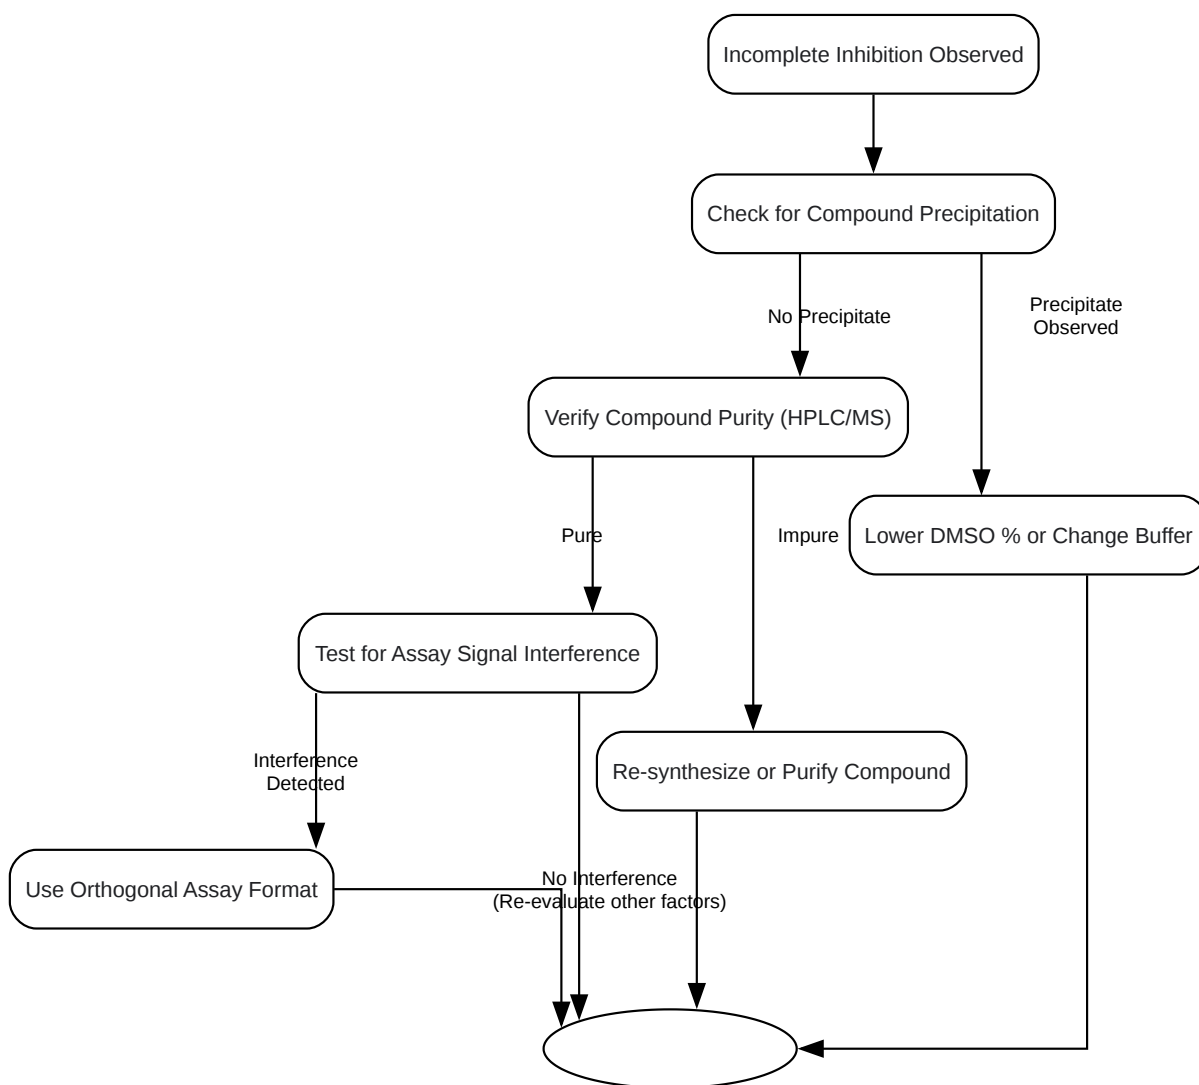 Incomplete Inhibition Observed
Check for Compound Precipitation
No Precipitate
Precipitate
Observed
Verify Compound Purity (HPLC/MS)
Pure
Impure
Lower DMSO % or Change Buffer
Test for Assay Signal Interference
Interference
Detected
Re-synthesize or Purify Compound
Use Orthogonal Assay Format
No Interference
(Re-evaluate other factors)